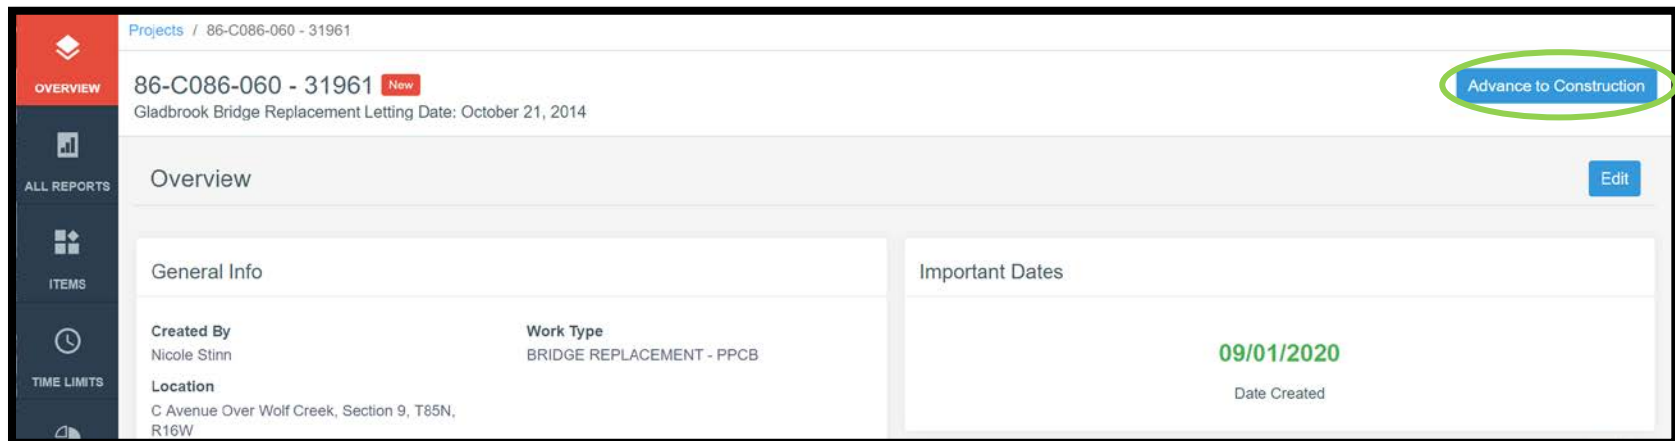 Projects / 86-C086-060 - 31961
OVERVIEW
86-C086-060 - 31961 New
Gladbrook Bridge Replacement Letting Date: October 21, 2014
Advance to Construction
ALL REPORTS
Overview
Edit
ITEMS
General Info
Important Dates
Created By
Nicole Stinn
Work Type
BRIDGE REPLACEMENT - PPCB
Location
C Avenue Over Wolf Creek, Section 9, T85N,
R16W
09/01/2020
Date Created
TIME LIMITS